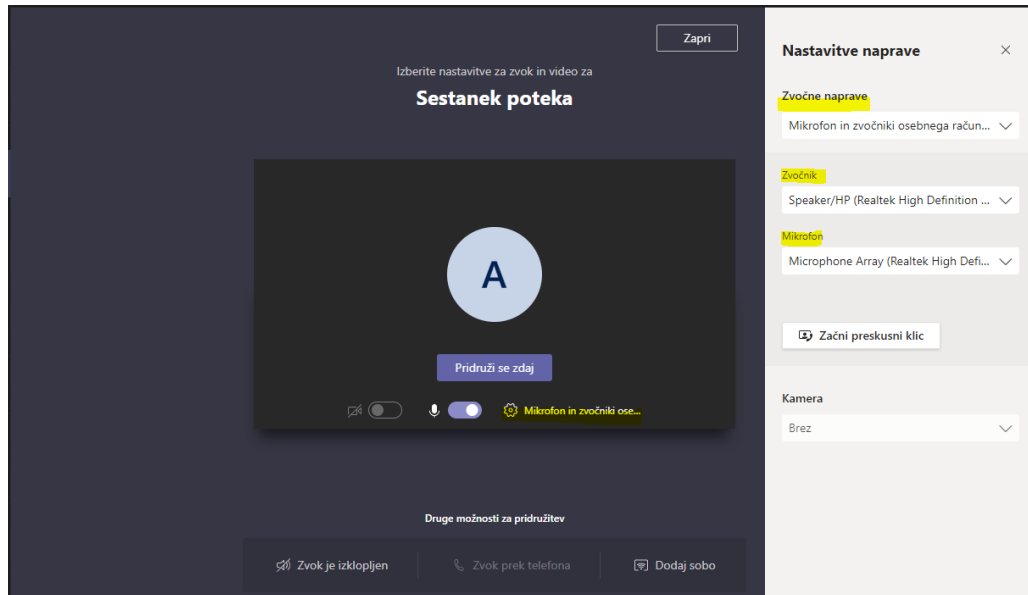 Zapri
Izberite nastavitve za zvok in video za
Sestanek poteka
A
Pridruži se zdaj
Mikrofon in zvočniki ose...
Druge možnosti za pridružitev
Zvok je izklopljen
Zvok prek telefona
Dodaj sobo
Nastavitve naprave
Zvočne naprave
Mikrofon in zvočniki osebnega račun...
Zvočnik
Speaker/HP (Realtek High Definition ...
Mikrofon
Microphone Array (Realtek High Defi...
Začni preskusni klic
Kamera
Brez